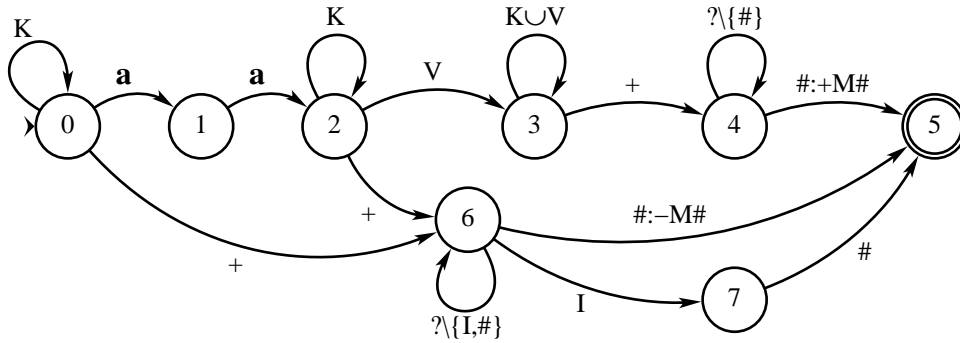 K K K∪V ?\{#}
a a V + #:+M#
0 1 2 3 4 5
+ 6 #:–M#
+ I 7 #
?\{I,#}